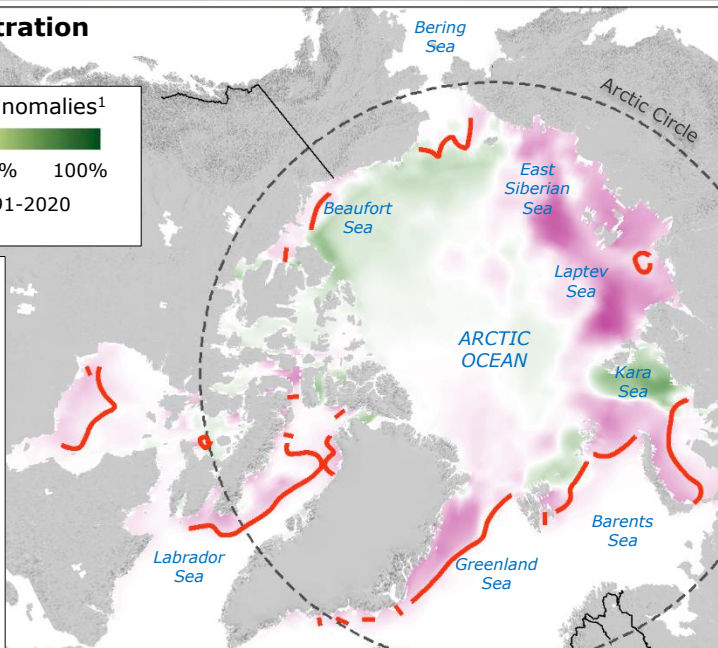 tration
nomalies¹
% 100%
91-2020
Bering
Sea
Arctic Circle
East
Siberian
Sea
Beaufort
Sea
Laptev
Sea
ARCTIC
OCEAN
Kara
Sea
Barents
Sea
Labrador
Sea
Greenland
Sea